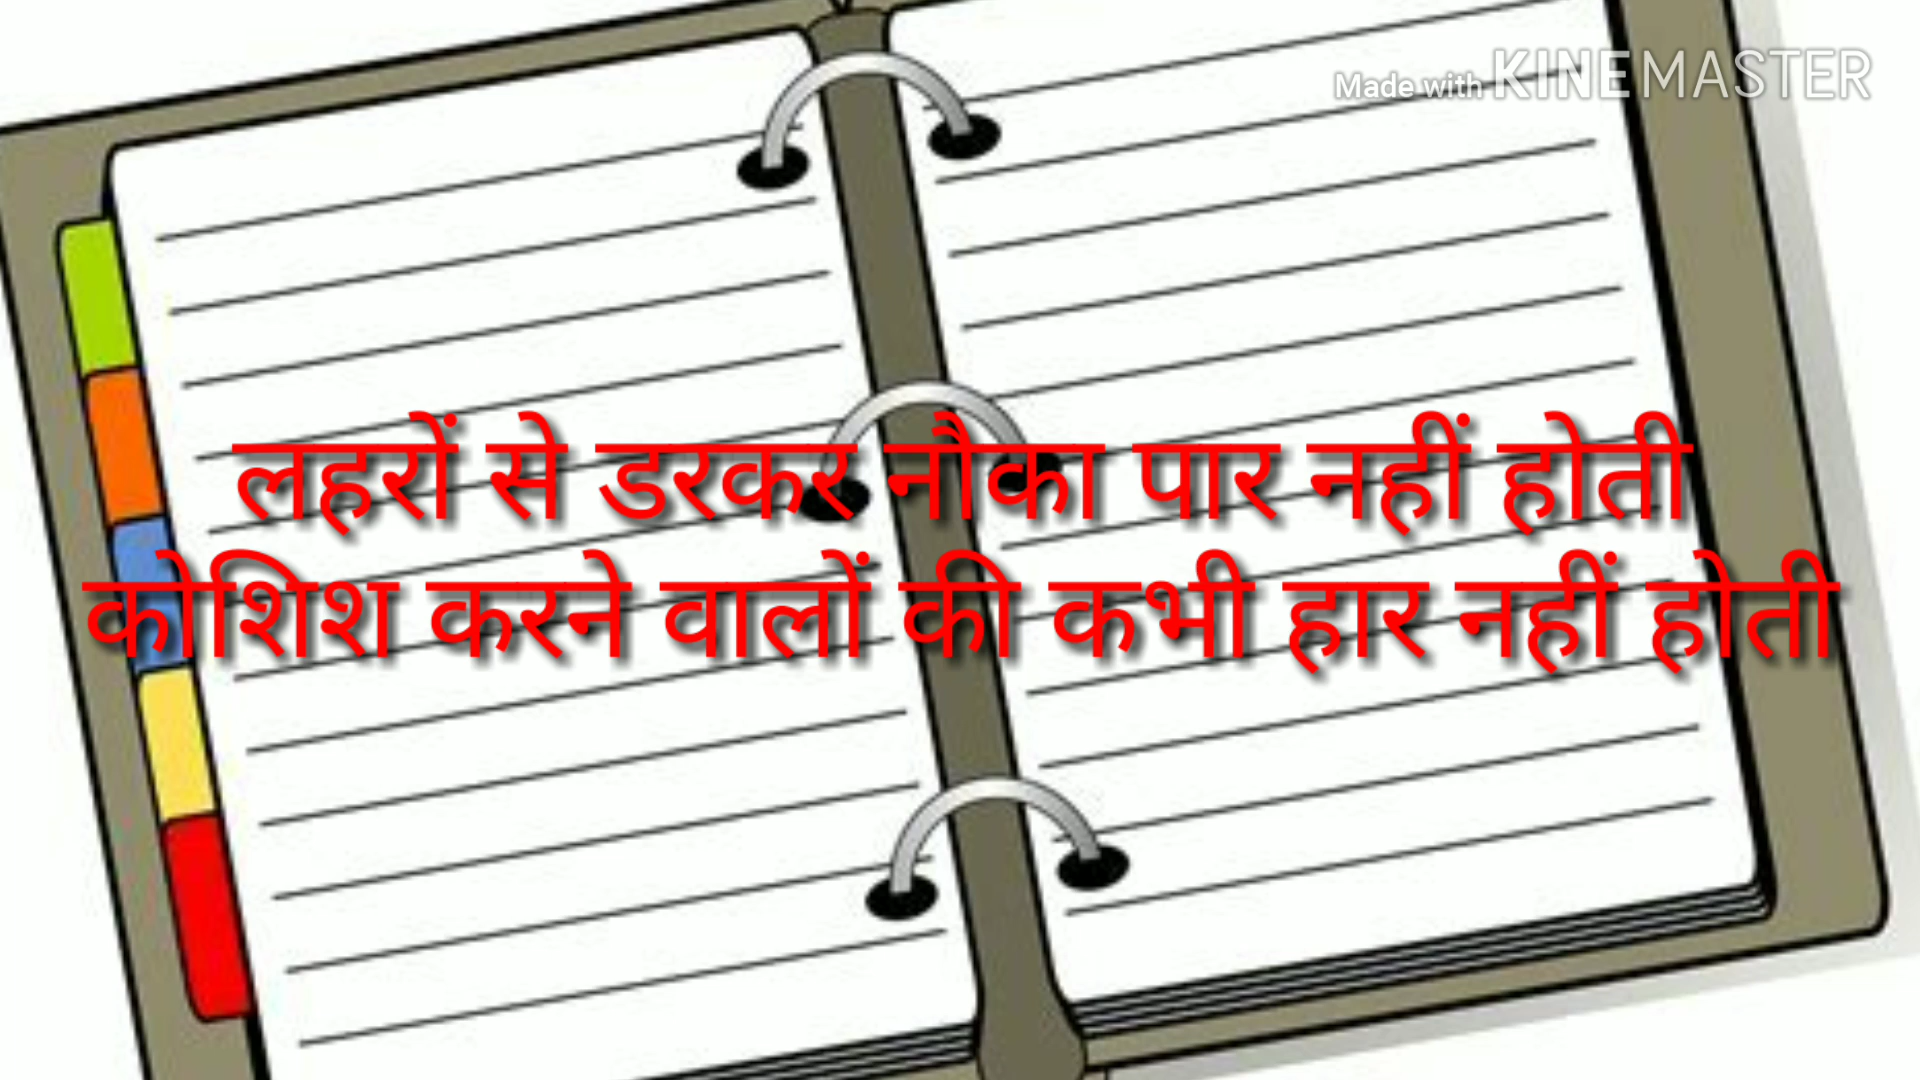 Made with KINEMASTER
लहरों से डरकर नौका पार नहीं होती
कोशिश करने वालों की कभी हार नहीं होती